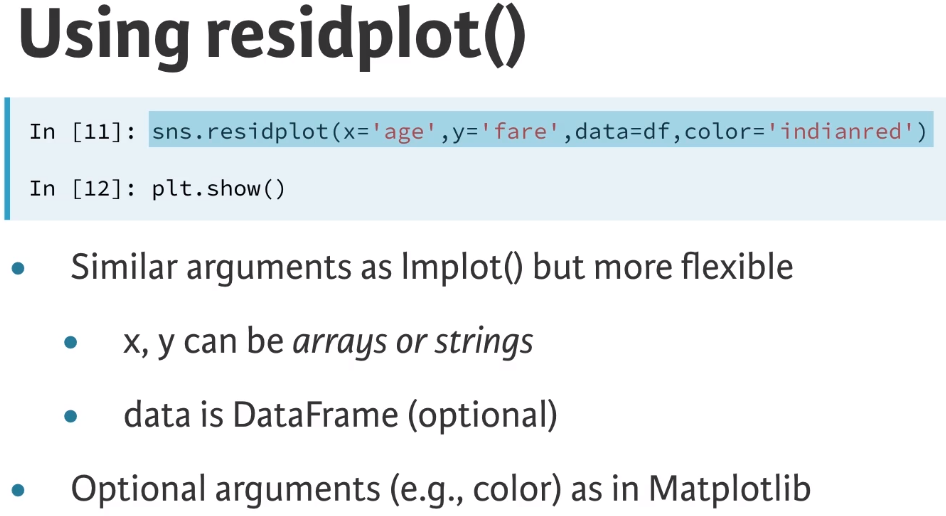 Using residplot()
In [11]: sns.residplot(x='age',y='fare',data=df,color='indianred')
In [12]: plt.show()
• Similar arguments as lmplot() but more flexible
• x, y can be arrays or strings
• data is DataFrame (optional)
• Optional arguments (e.g., color) as in Matplotlib